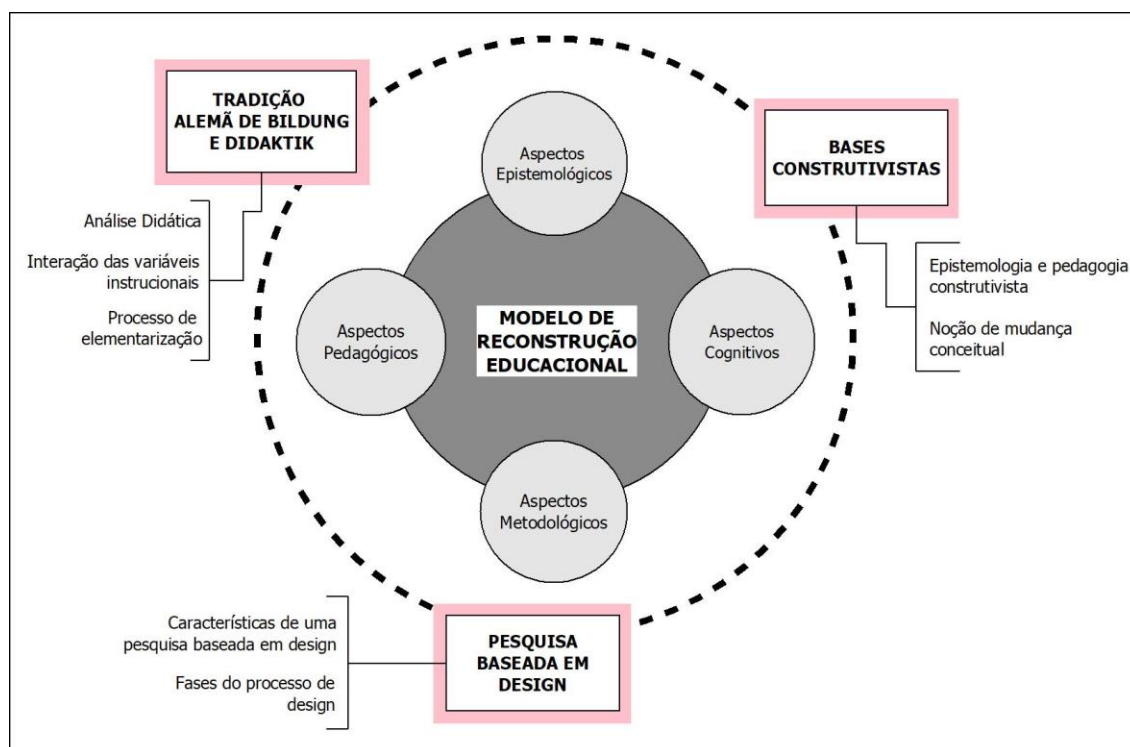 TRADIÇÃO
ALEMÃ DE BILDUNG
E DIDAKTIK
Análise Didática
Interação das variáveis
instrucionais
Processo de
elementarização
BASES
CONSTRUTIVISTAS
Epistemologia e pedagogia
construtivista
Noção de mudança
conceitual
Aspectos
Epistemológicos
Aspectos
Pedagógicos
MODELO DE
RECONSTRUÇÃO
EDUCACIONAL
Aspectos
Cognitivos
Aspectos
Metodológicos
PESQUISA
BASEADA EM
DESIGN
Características de uma
pesquisa baseada em design
Fases do processo de
design